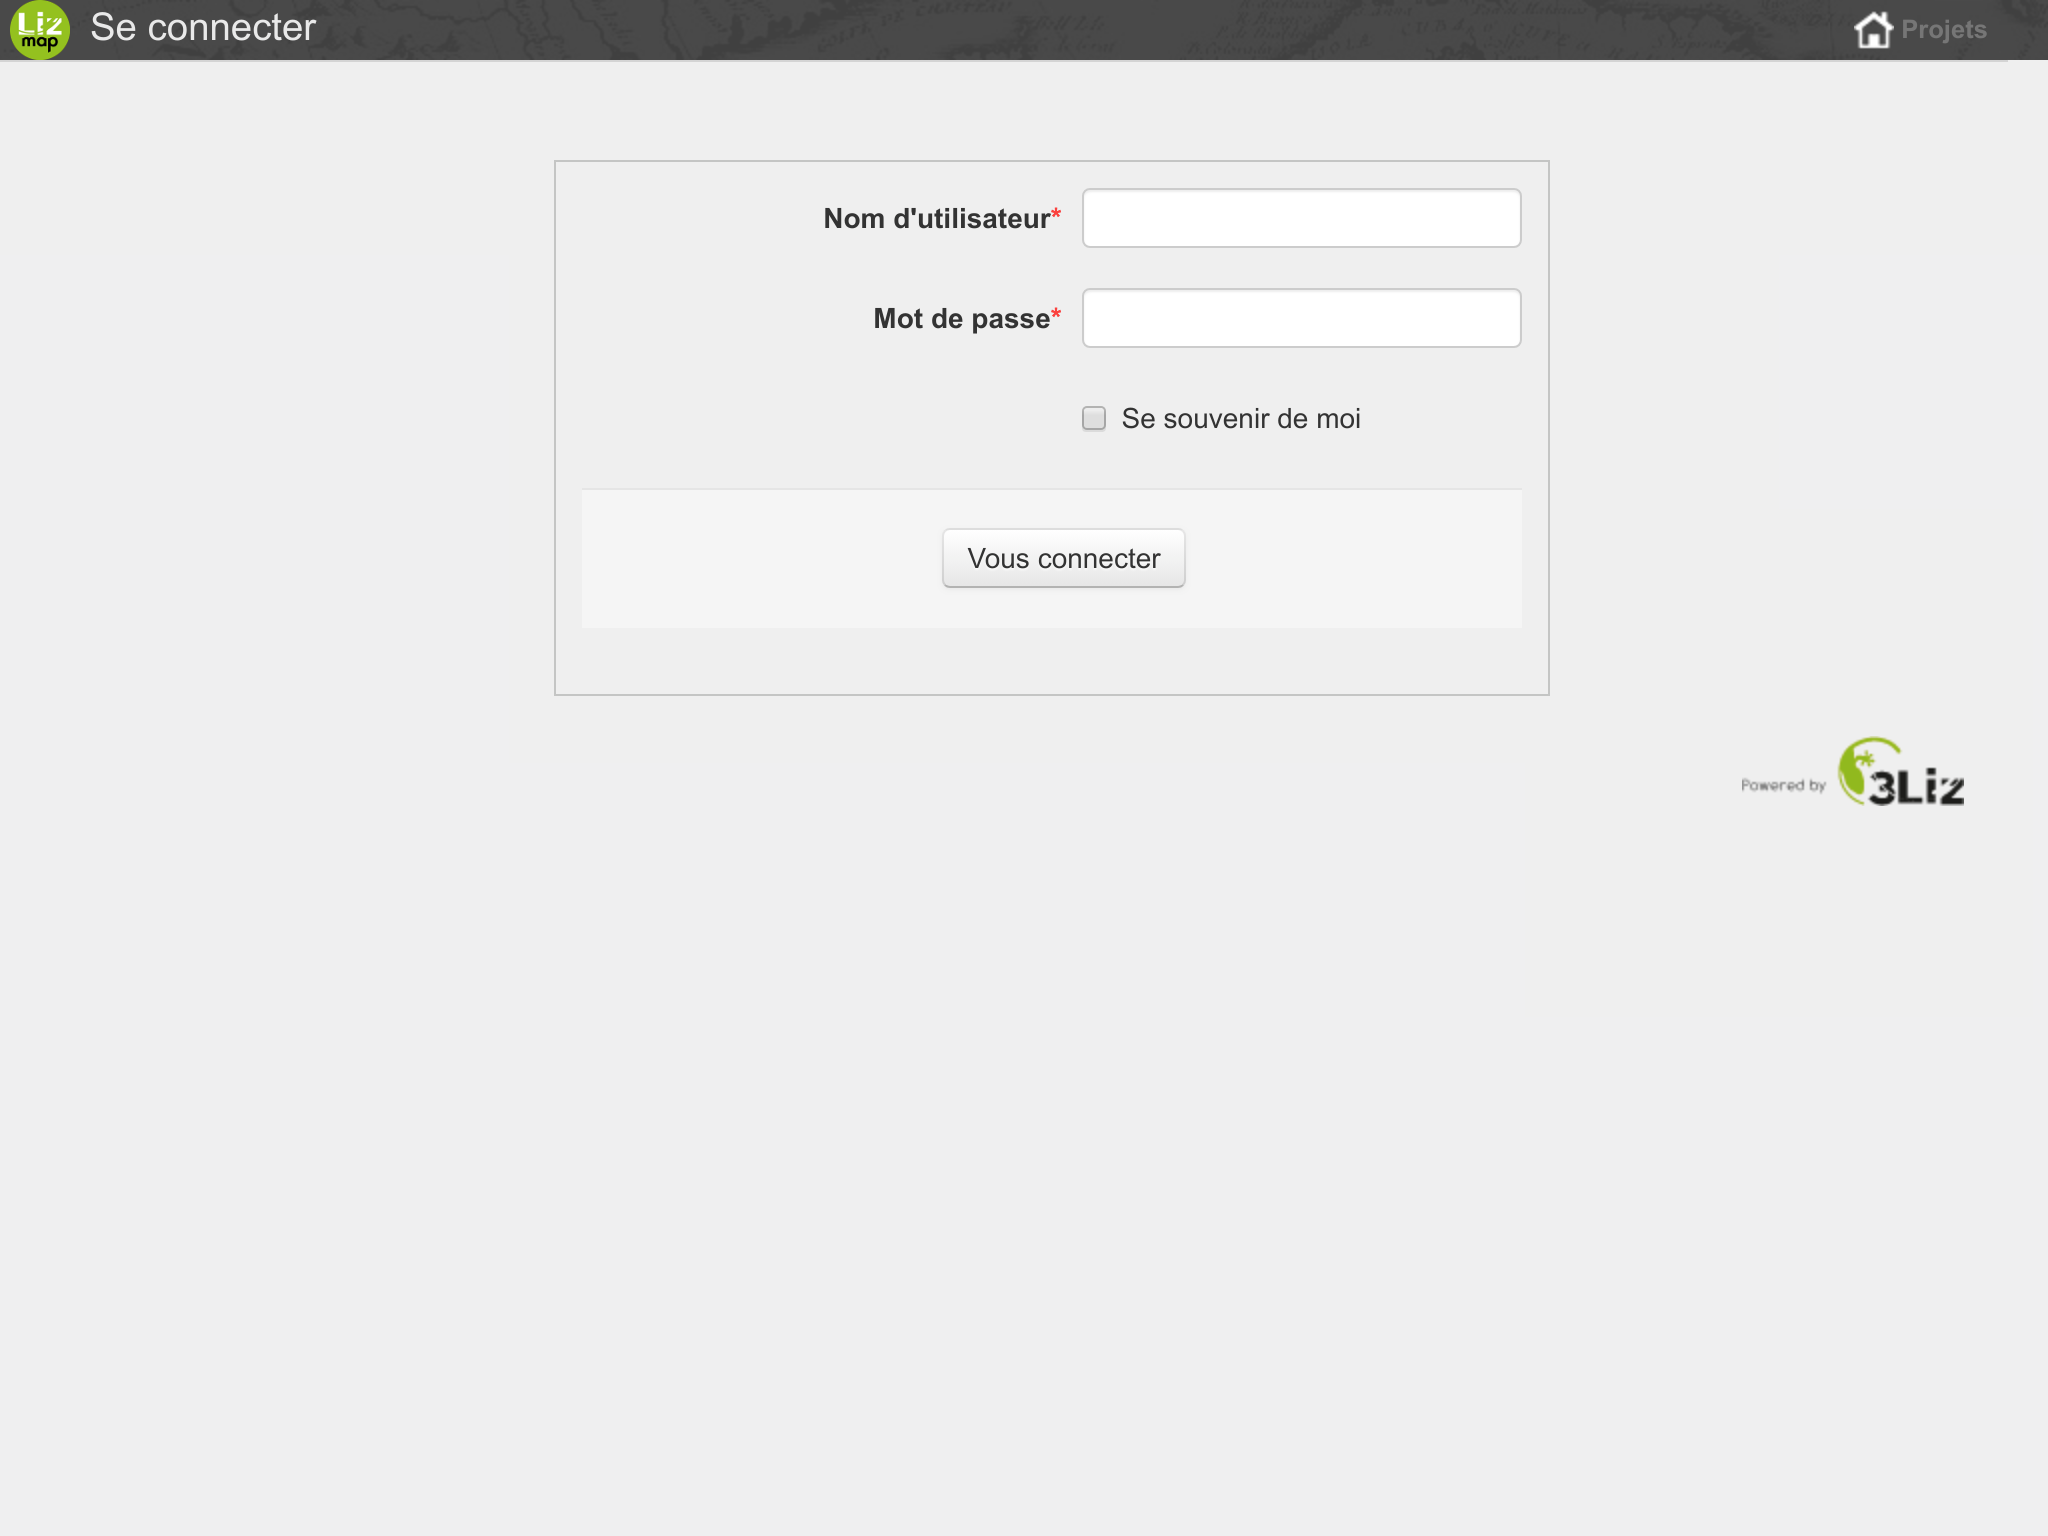 Liz
map
Se connecter
Projets
Nom d'utilisateur*
Mot de passe*
Se souvenir de moi
Vous connecter
Powered by 3Liz